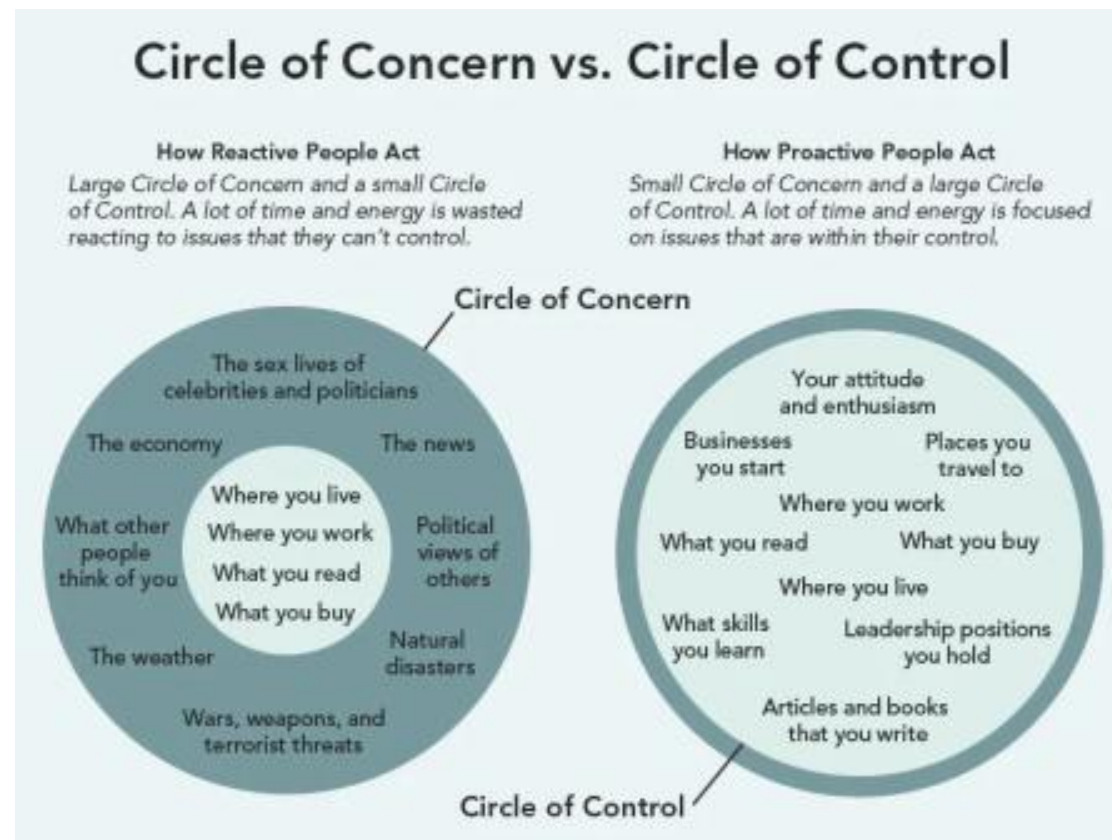 Circle of Concern vs. Circle of Control
How Reactive People Act
Large Circle of Concern and a small Circle
of Control. A lot of time and energy is wasted
reacting to issues that they can't control.
How Proactive People Act
Small Circle of Concern and a large Circle
of Control. A lot of time and energy is focused
on issues that are within their control.
Circle of Concern
The sex lives of
celebrities and politicians
The economy
The news
What other
people
think of you
Political
views of
others
The weather
Natural
disasters
Wars, weapons, and
terrorist threats
Where you live
Where you work
What you read
What you buy
Your attitude
and enthusiasm
Businesses
you start
Places you
travel to
Where you work
What you read
What you buy
Where you live
What skills
you learn
Leadership positions
you hold
Articles and books
that you write
Circle of Control